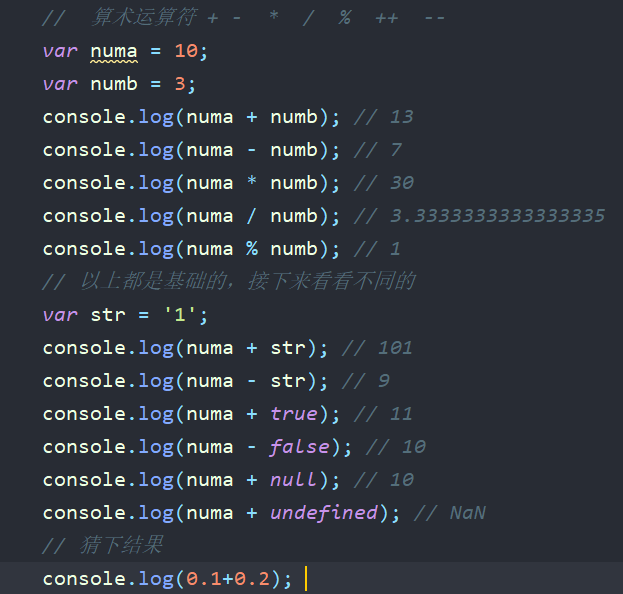 //  算术运算符 + -  *  /  %  ++  --
var numa = 10;
var numb = 3;
console.log(numa + numb); // 13
console.log(numa - numb); // 7
console.log(numa * numb); // 30
console.log(numa / numb); // 3.3333333333333335
console.log(numa % numb); // 1
// 以上都是基础的，接下来看看不同的
var str = '1';
console.log(numa + str); // 101
console.log(numa - str); // 9
console.log(numa + true); // 11
console.log(numa - false); // 10
console.log(numa + null); // 10
console.log(numa + undefined); // NaN
// 猜下结果
console.log(0.1+0.2);